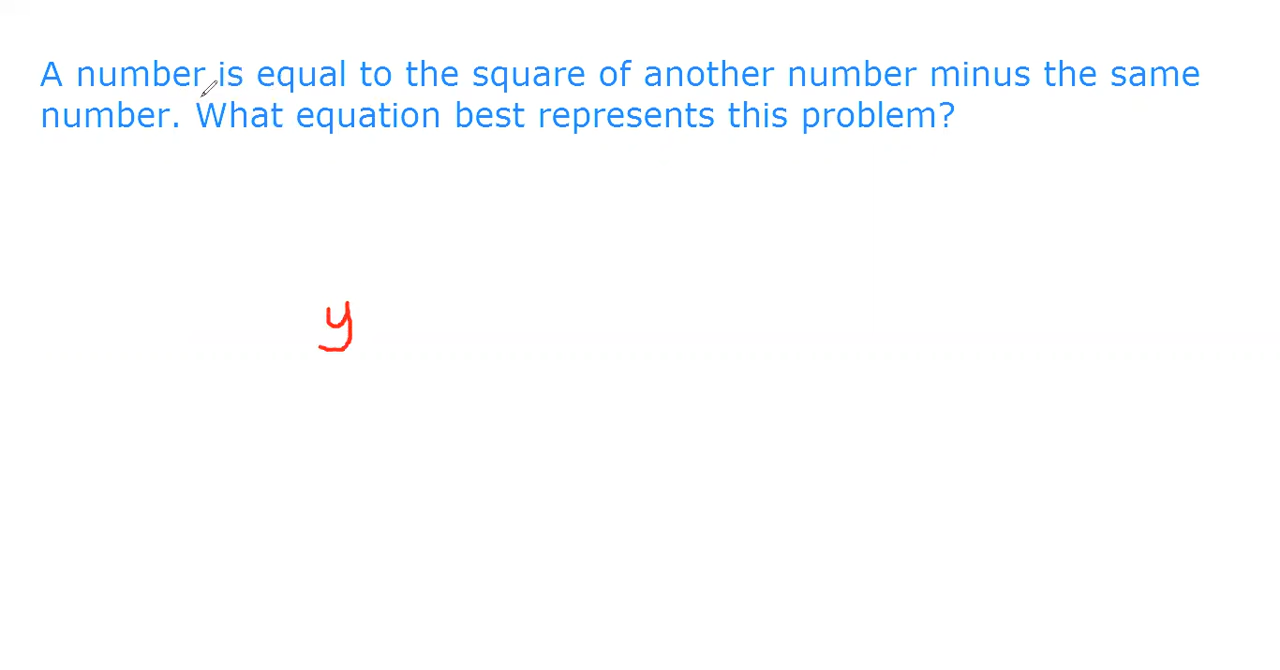 A number is equal to the square of another number minus the same
number. What equation best represents this problem?
y